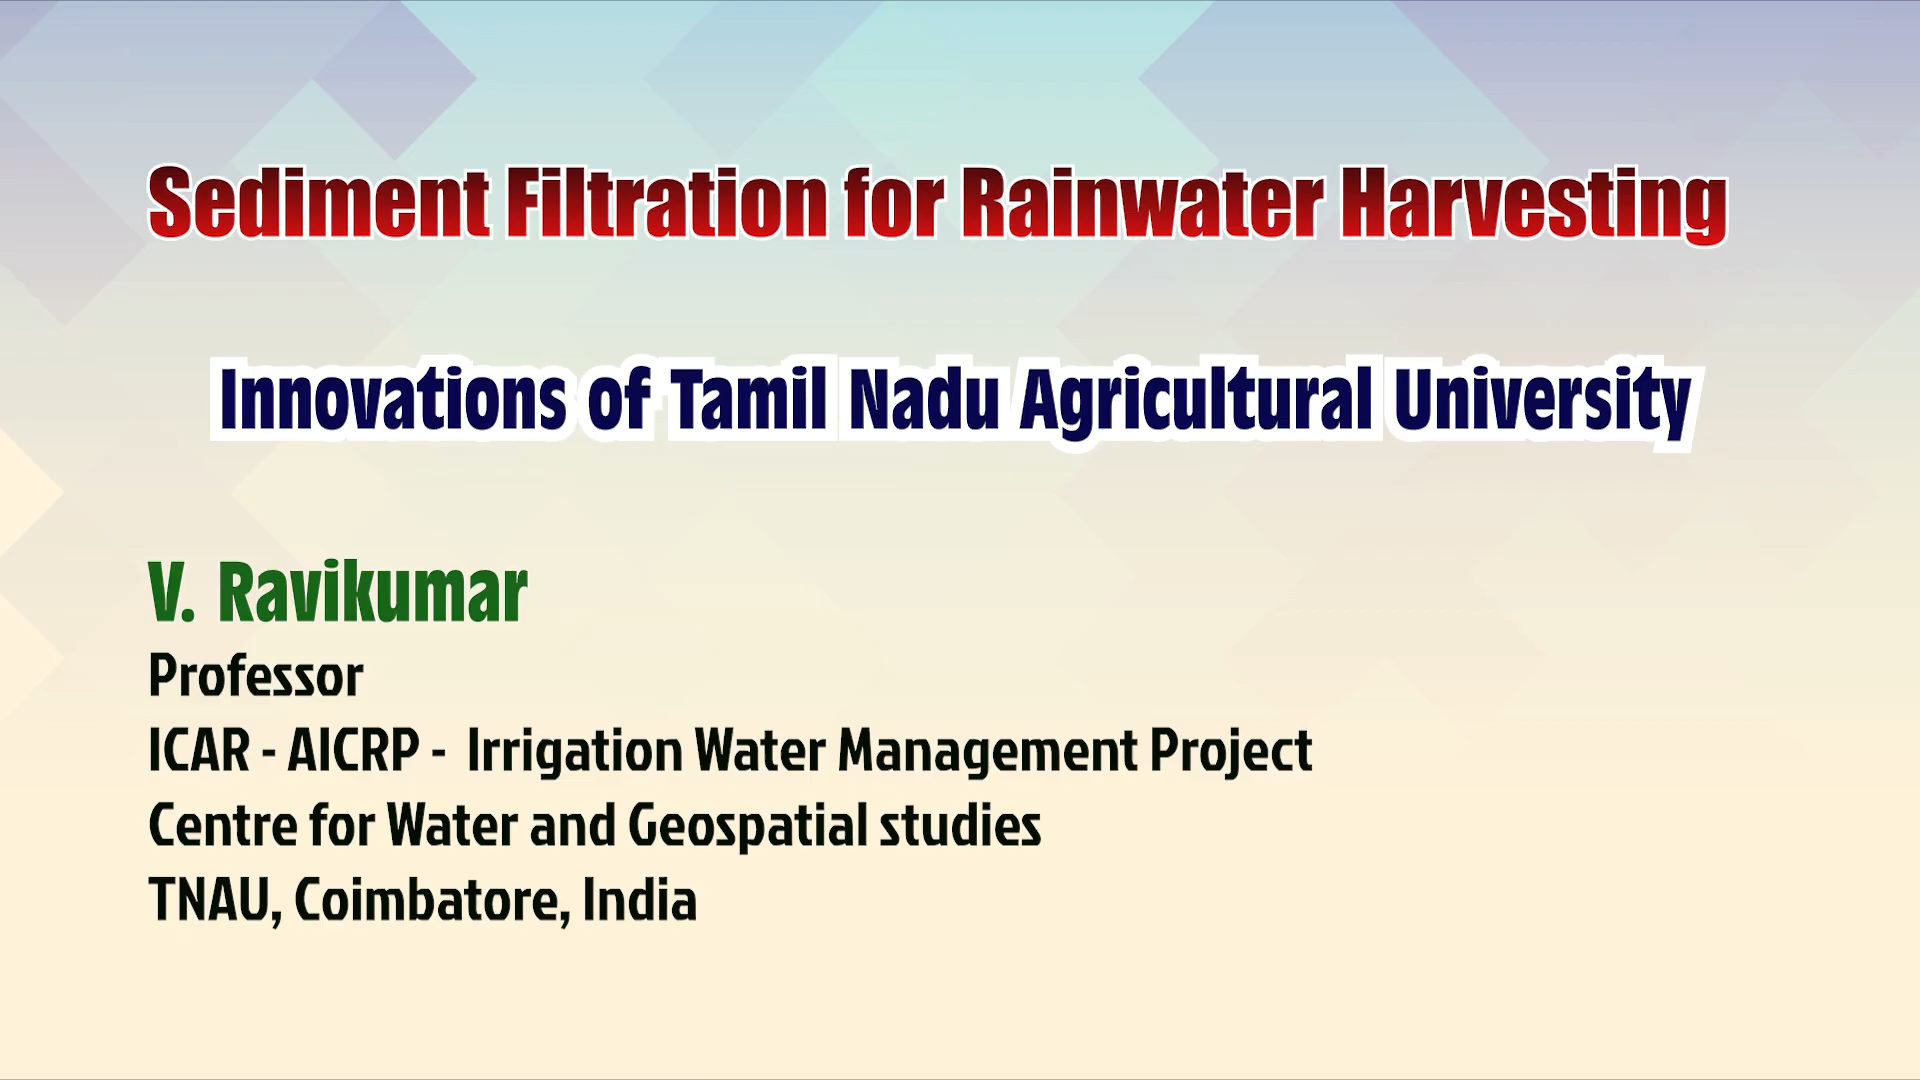 Sediment Filtration for Rainwater Harvesting
Innovations of Tamil Nadu Agricultural University
V. Ravikumar
Professor
ICAR - AICRP - Irrigation Water Management Project
Centre for Water and Geospatial studies
TNAU, Coimbatore, India